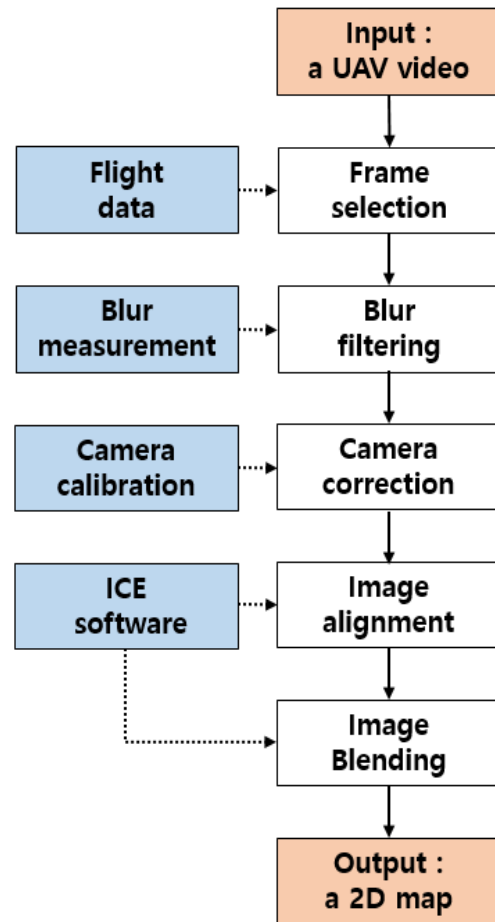 Input :
a UAV video
Flight
data
Frame
selection
Blur
measurement
Blur
filtering
Camera
calibration
Camera
correction
ICE
software
Image
alignment
Image
Blending
Output :
a 2D map